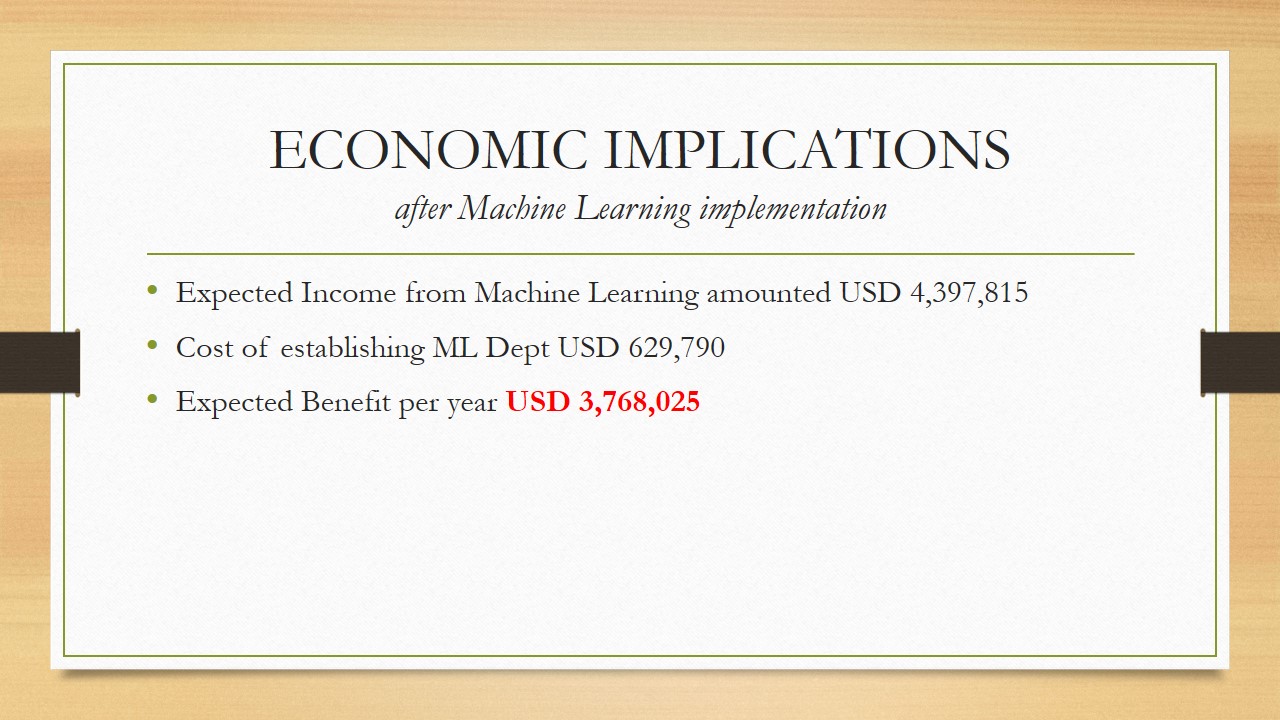 ECONOMIC IMPLICATIONS
after Machine Learning implementation
• Expected Income from Machine Learning amounted USD 4,397,815
• Cost of establishing ML Dept USD 629,790
• Expected Benefit per year USD 3,768,025